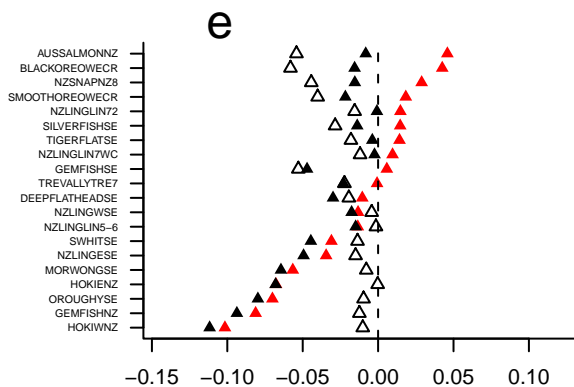 e
AUSSALMONNZ
BLACKOREOWECR
NZSNAPNZ8
SMOOTHOREOWECR
NZLINGLIN72
SILVERFISHSE
TIGERFLATSE
NZLINGLIN7WC
GEMFISHSE
TREVALLYTRE7
DEEPFLATHEADSE
NZLINGWSE
NZLINGLIN5−6
SWHITSE
NZLINGESE
MORWONGSE
HOKIENZ
OROUGHYSE
GEMFISHNZ
HOKIWNZ
−0.15 −0.10 −0.05 0.00 0.05 0.10